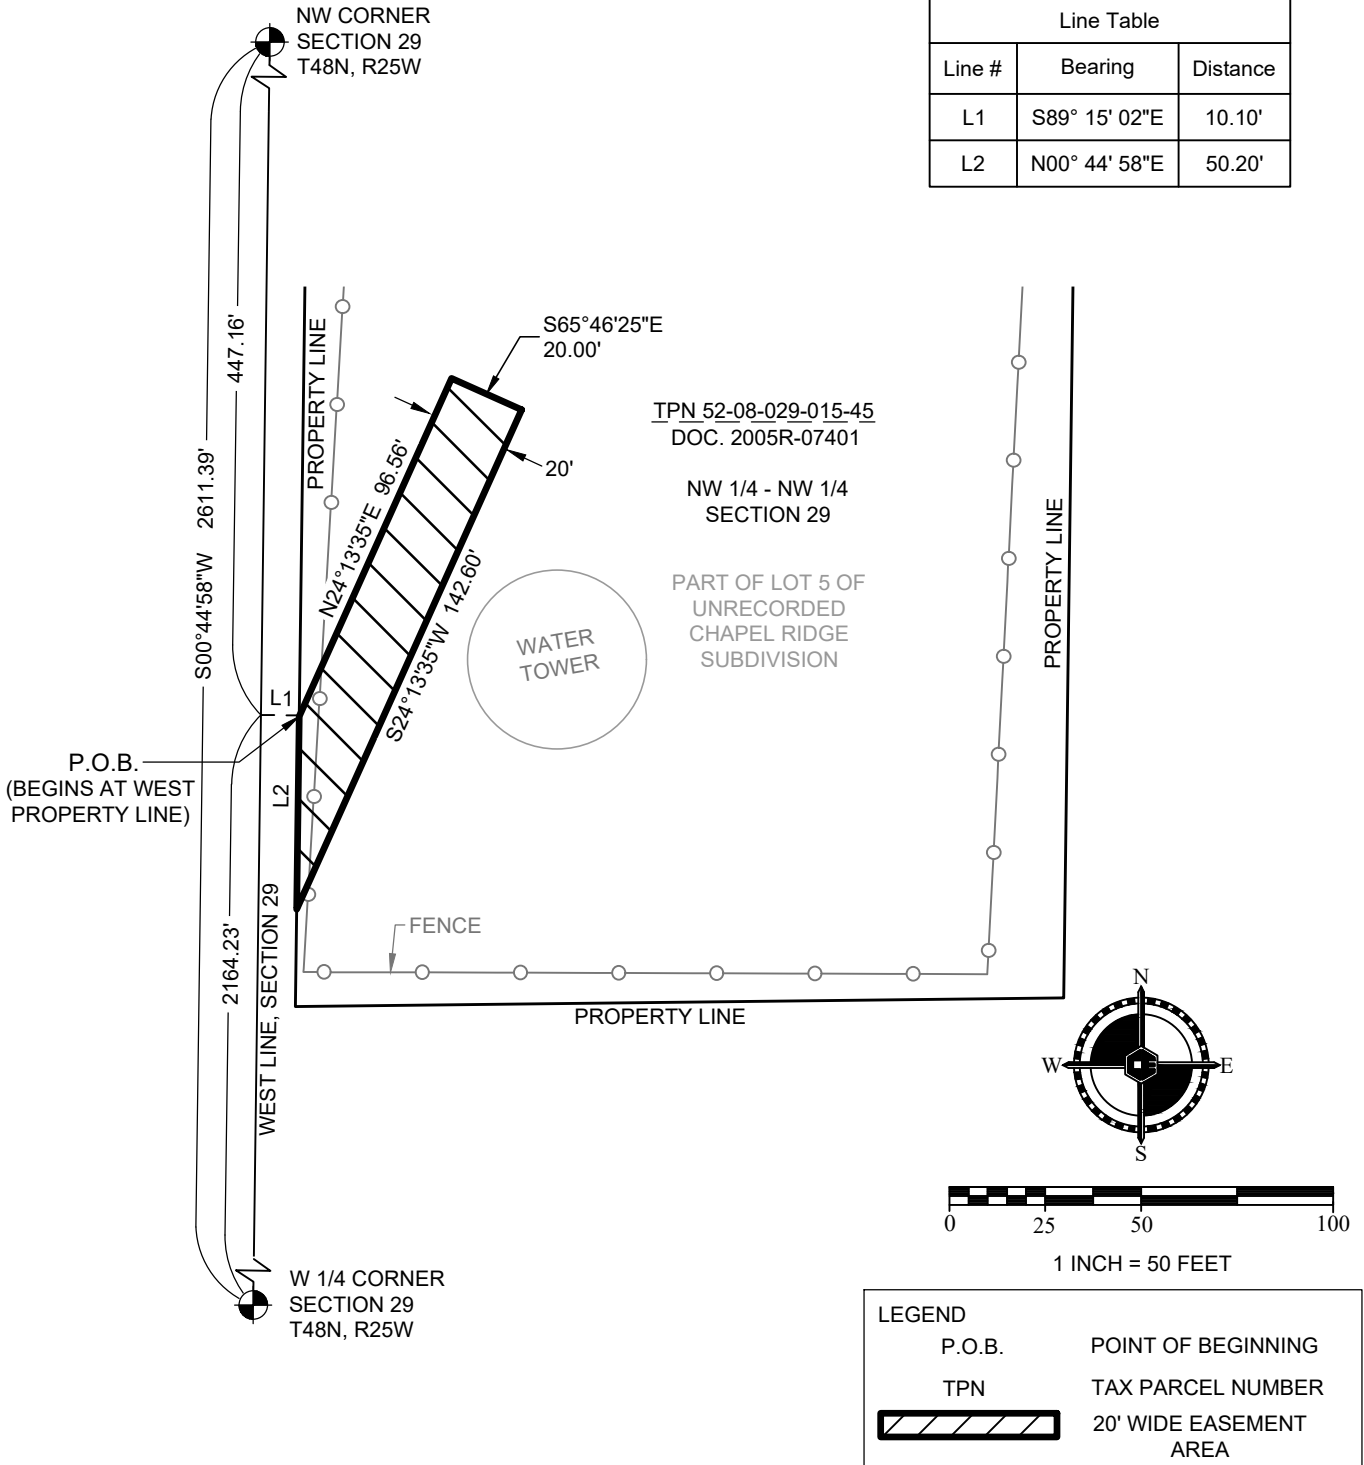 NW CORNER
SECTION 29
T48N, R25W
Line Table
Line # Bearing Distance
L1 S89° 15' 02"E 10.10'
L2 N00° 44' 58"E 50.20'
S00°44'58"W 2611.39'
447.16'
2164.23'
WEST LINE, SECTION 29
PROPERTY LINE
S65°46'25"E
20.00'
20'
N24°13'35"E 96.56'
S24°13'35"W 142.60'
TPN 52-08-029-015-45
DOC. 2005R-07401
NW 1/4 - NW 1/4
SECTION 29
PART OF LOT 5 OF
UNRECORDED
CHAPEL RIDGE
SUBDIVISION
WATER
TOWER
PROPERTY LINE
L1
L2
P.O.B.
(BEGINS AT WEST
PROPERTY LINE)
FENCE
PROPERTY LINE
N
W
E
S
0 25 50 100
1 INCH = 50 FEET
W 1/4 CORNER
SECTION 29
T48N, R25W
LEGEND
P.O.B. POINT OF BEGINNING
TPN TAX PARCEL NUMBER
20' WIDE EASEMENT
AREA